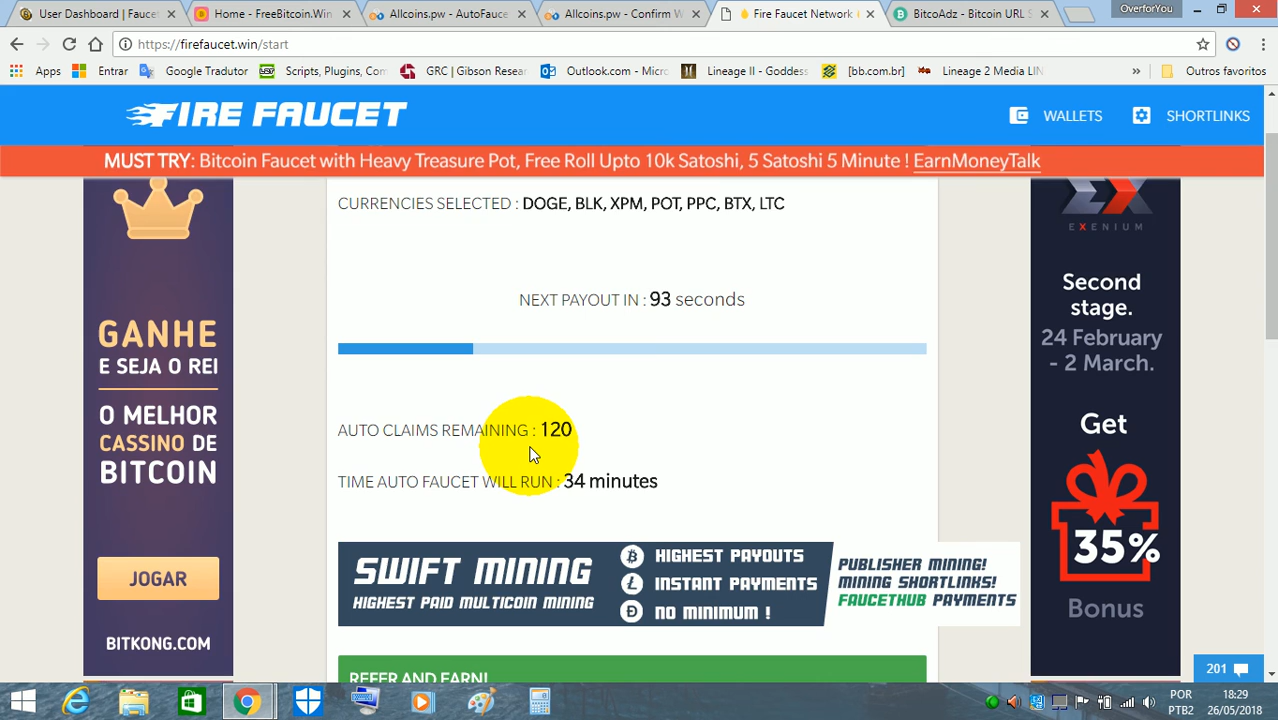 User Dashboard | Faucet
Home - FreeBitcoin.Win
Allcoins.pw - AutoFauce
Allcoins.pw - Confirm W
Fire Faucet Network
BitcoAdz - Bitcoin URL S
OverforYou
https://firefaucet.win/start
Apps
Entrar
Google Tradutor
Scripts, Plugins, Con
GRC | Gibson Resea
Outlook.com - Micro
Lineage II - Goddess
[bb.com.br]
Lineage 2 Media LIN
»
Outros favoritos
FIRE FAUCET
WALLETS
SHORTLINKS
MUST TRY: Bitcoin Faucet with Heavy Treasure Pot, Free Roll Upto 10k Satoshi, 5 Satoshi 5 Minute ! EarnMoneyTalk
GANHE
E SEJA O REI
O MELHOR
CASSINO DE
BITCOIN
JOGAR
BITKONG.COM
CURRENCIES SELECTED : DOGE, BLK, XPM, POT, PPC, BTX, LTC
NEXT PAYOUT IN : 93 seconds
AUTO CLAIMS REMAINING : 120
TIME AUTO FAUCET WILL RUN : 34 minutes
SWIFT MINING
HIGHEST PAID MULTICOIN MINING
HIGHEST PAYOUTS
INSTANT PAYMENTS
NO MINIMUM !
PUBLISHER MINING!
MINING SHORTLINKS!
FAUCETHUB PAYMENTS
REFER AND EARN!
EX
EXENIUM
Second
stage.
24 February
- 2 March.
Get
35%
Bonus
201
POR
PTB2
18:29
26/05/2018